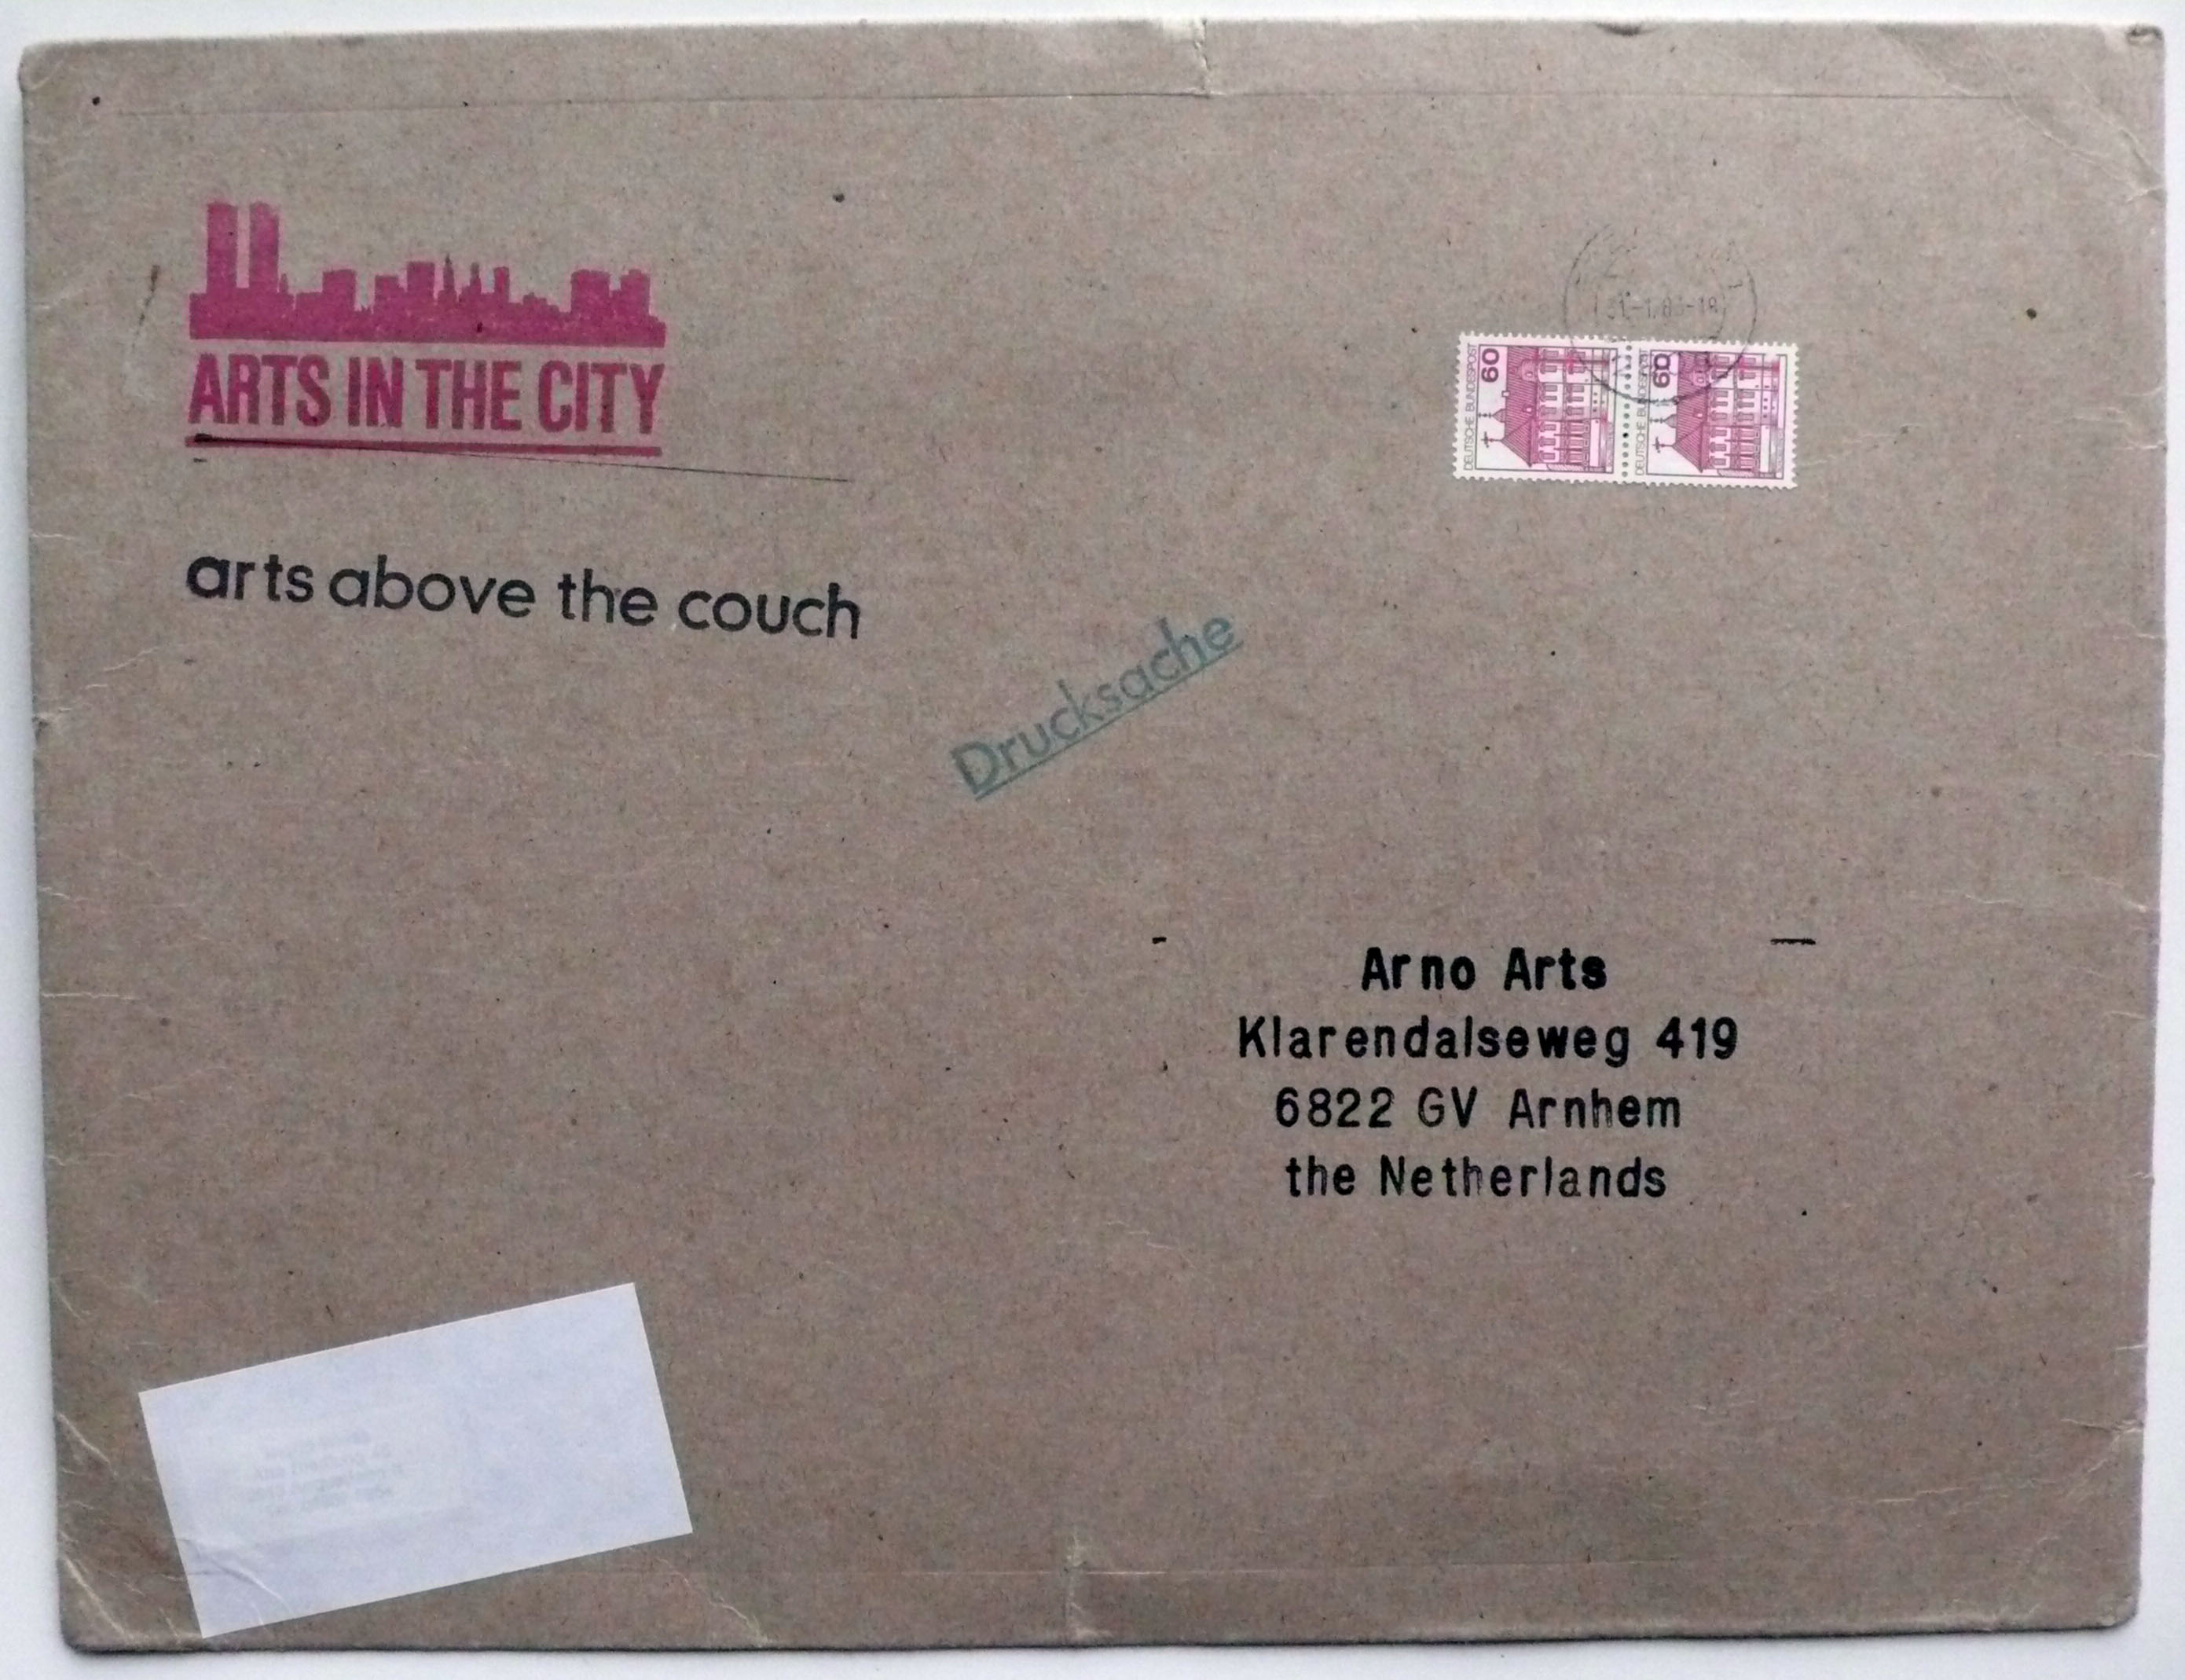 ARTS IN THE CITY
arts above the couch
60
DEUTSCHE BUNDESPOST
60
DEUTSCHE BUNDESPOST
Drucksache
Arno Arts
Klarendalseweg 419
6822 GV Arnhem
the Netherlands